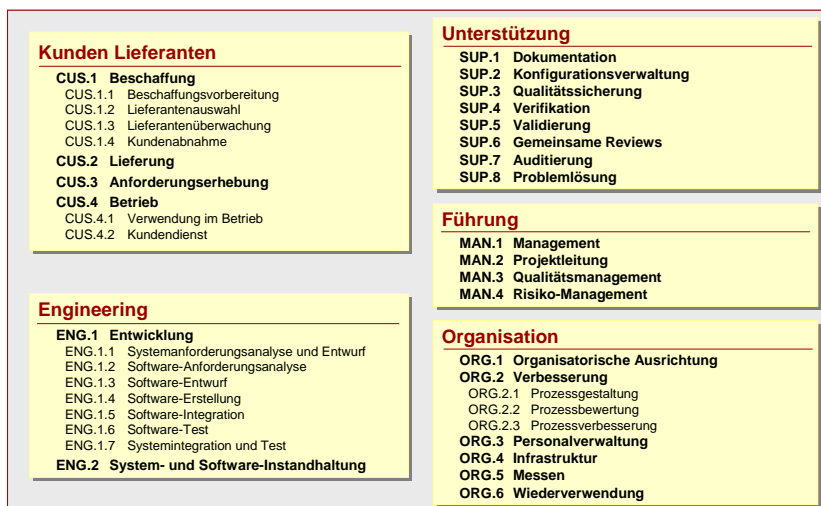 Kunden Lieferanten
CUS.1 Beschaffung
CUS.1.1 Beschaffungsvorbereitung
CUS.1.2 Lieferantenauswahl
CUS.1.3 Lieferantenüberwachung
CUS.1.4 Kundenabnahme
CUS.2 Lieferung
CUS.3 Anforderungserhebung
CUS.4 Betrieb
CUS.4.1 Verwendung im Betrieb
CUS.4.2 Kundendienst
Engineering
ENG.1 Entwicklung
ENG.1.1 Systemanforderungsanalyse und Entwurf
ENG.1.2 Software-Anforderungsanalyse
ENG.1.3 Software-Entwurf
ENG.1.4 Software-Erstellung
ENG.1.5 Software-Integration
ENG.1.6 Software-Test
ENG.1.7 Systemintegration und Test
ENG.2 System- und Software-Instandhaltung
Unterstützung
SUP.1 Dokumentation
SUP.2 Konfigurationsverwaltung
SUP.3 Qualitätssicherung
SUP.4 Verifikation
SUP.5 Validierung
SUP.6 Gemeinsame Reviews
SUP.7 Auditierung
SUP.8 Problemlösung
Führung
MAN.1 Management
MAN.2 Projektleitung
MAN.3 Qualitätsmanagement
MAN.4 Risiko-Management
Organisation
ORG.1 Organisatorische Ausrichtung
ORG.2 Verbesserung
ORG.2.1 Prozessgestaltung
ORG.2.2 Prozessbewertung
ORG.2.3 Prozessverbesserung
ORG.3 Personalverwaltung
ORG.4 Infrastruktur
ORG.5 Messen
ORG.6 Wiederverwendung